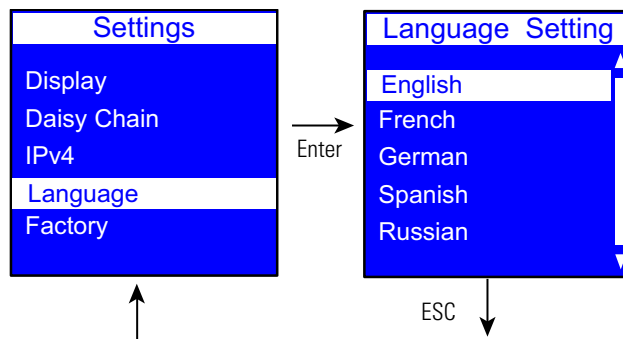 Settings
Display
Daisy Chain
IPv4
Language
Factory
Enter
Language Setting
English
French
German
Spanish
Russian
ESC